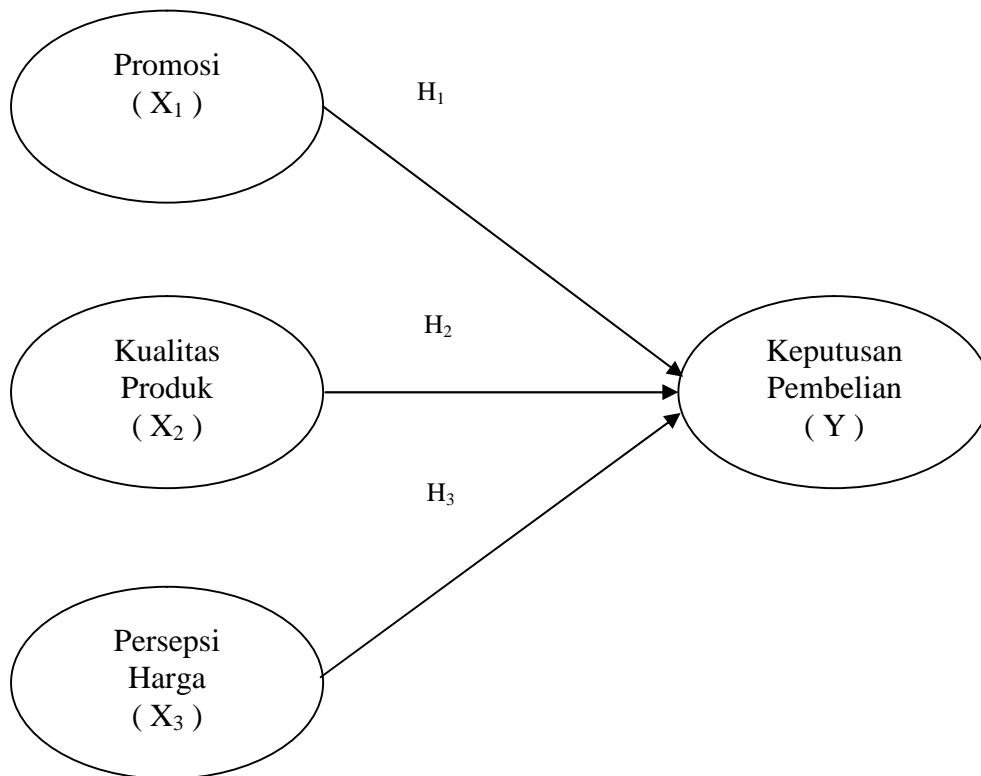 Promosi
( X₁ )
H₁
Kualitas
Produk
( X₂ )
H₂
Keputusan
Pembelian
( Y )
H₃
Persepsi
Harga
( X₃ )